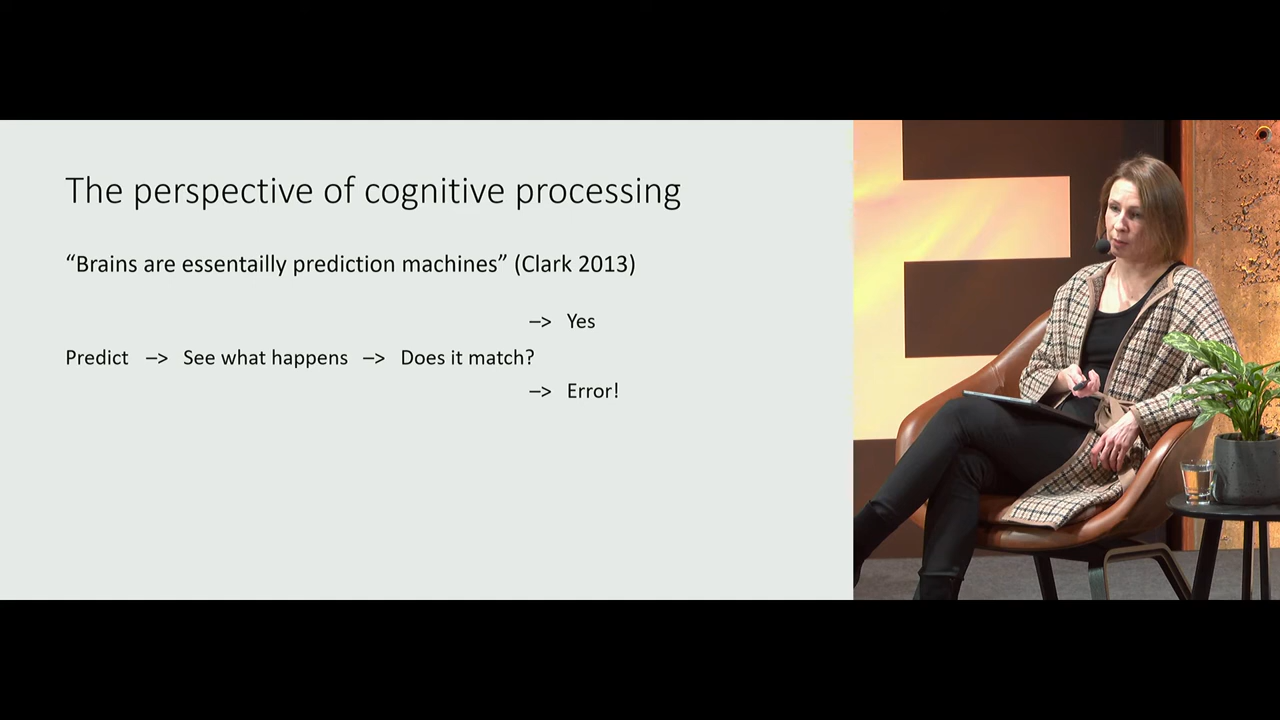 The perspective of cognitive processing
“Brains are essentailly prediction machines” (Clark 2013)
–> Yes
Predict –> See what happens –> Does it match?
–> Error!